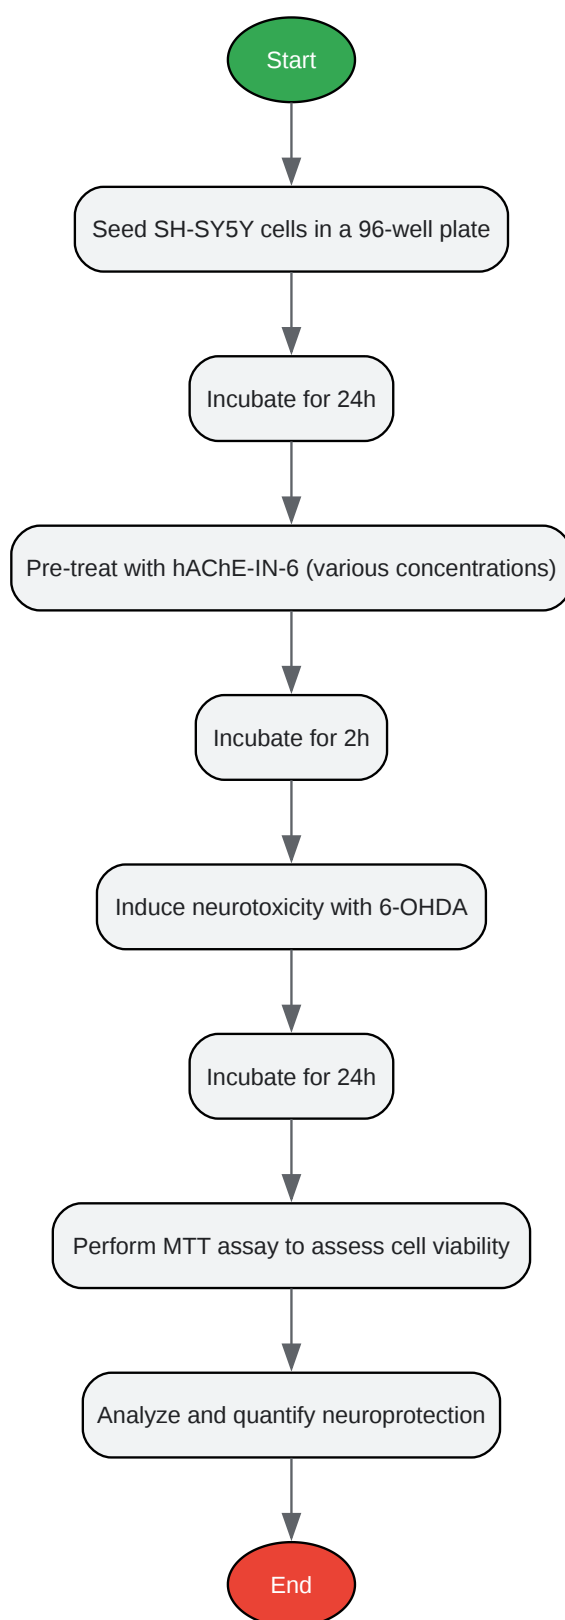 Start
Seed SH-SY5Y cells in a 96-well plate
Incubate for 24h
Pre-treat with hAChE-IN-6 (various concentrations)
Incubate for 2h
Induce neurotoxicity with 6-OHDA
Incubate for 24h
Perform MTT assay to assess cell viability
Analyze and quantify neuroprotection
End